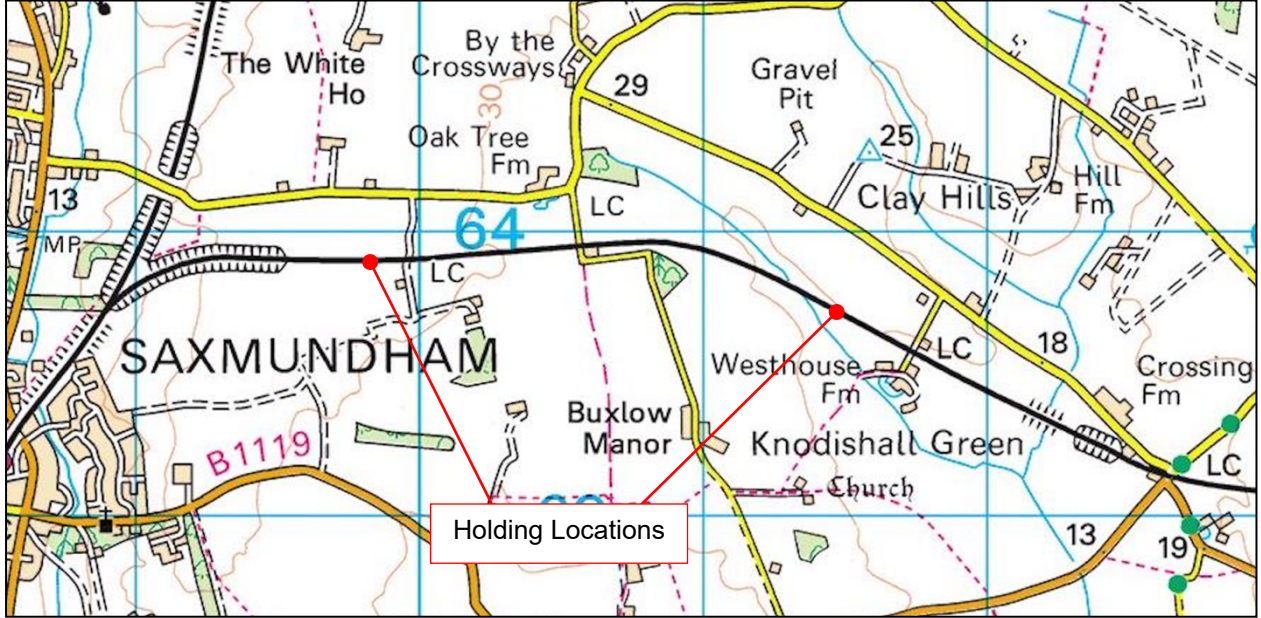 The White
Ho
By the
Crossways
30
29
Gravel
Pit
Oak Tree
Fm
25
Clay Hills
Hill
Fm
13
MP
64
LC
LC
SAXMUNDHAM
Westhouse
Fm
LC
18
Crossing
Fm
B1119
Buxlow
Manor
Knodishall Green
Church
LC
Holding Locations
13
19